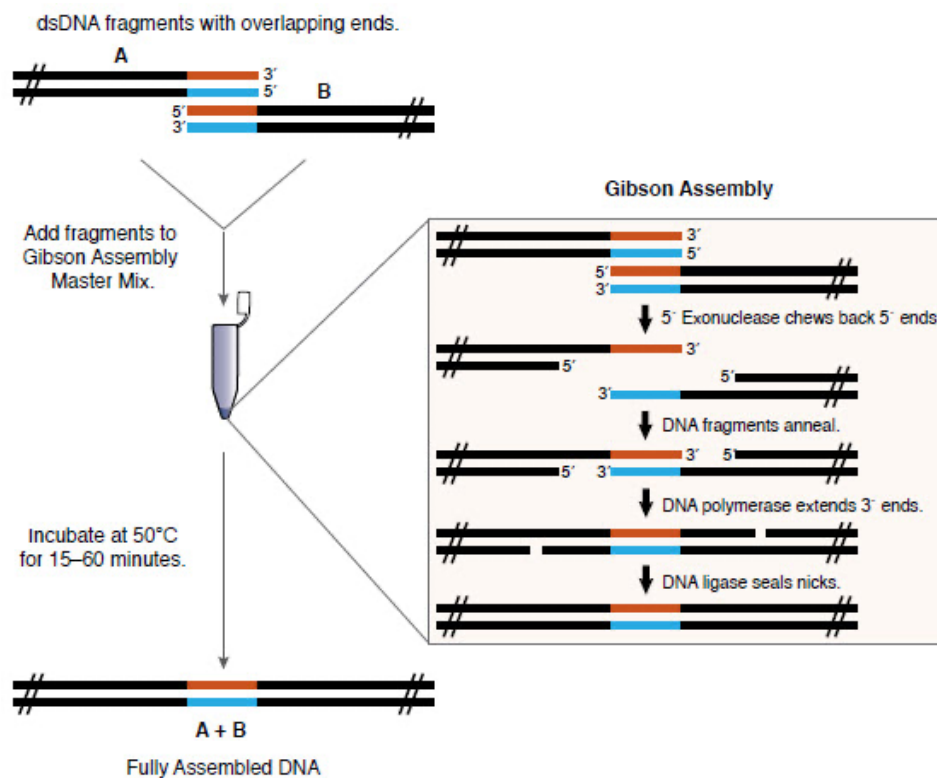 dsDNA fragments with overlapping ends.
A
3´
5´
B
5´
3´
Add fragments to
Gibson Assembly
Master Mix.
Incubate at 50°C
for 15–60 minutes.
A + B
Fully Assembled DNA
Gibson Assembly
3´
5´
5´
3´
5´ Exonuclease chews back 5´ ends
3´
5´
5´
3´
DNA fragments anneal.
3´ 5´
5´ 3´
DNA polymerase extends 3´ ends.
DNA ligase seals nicks.